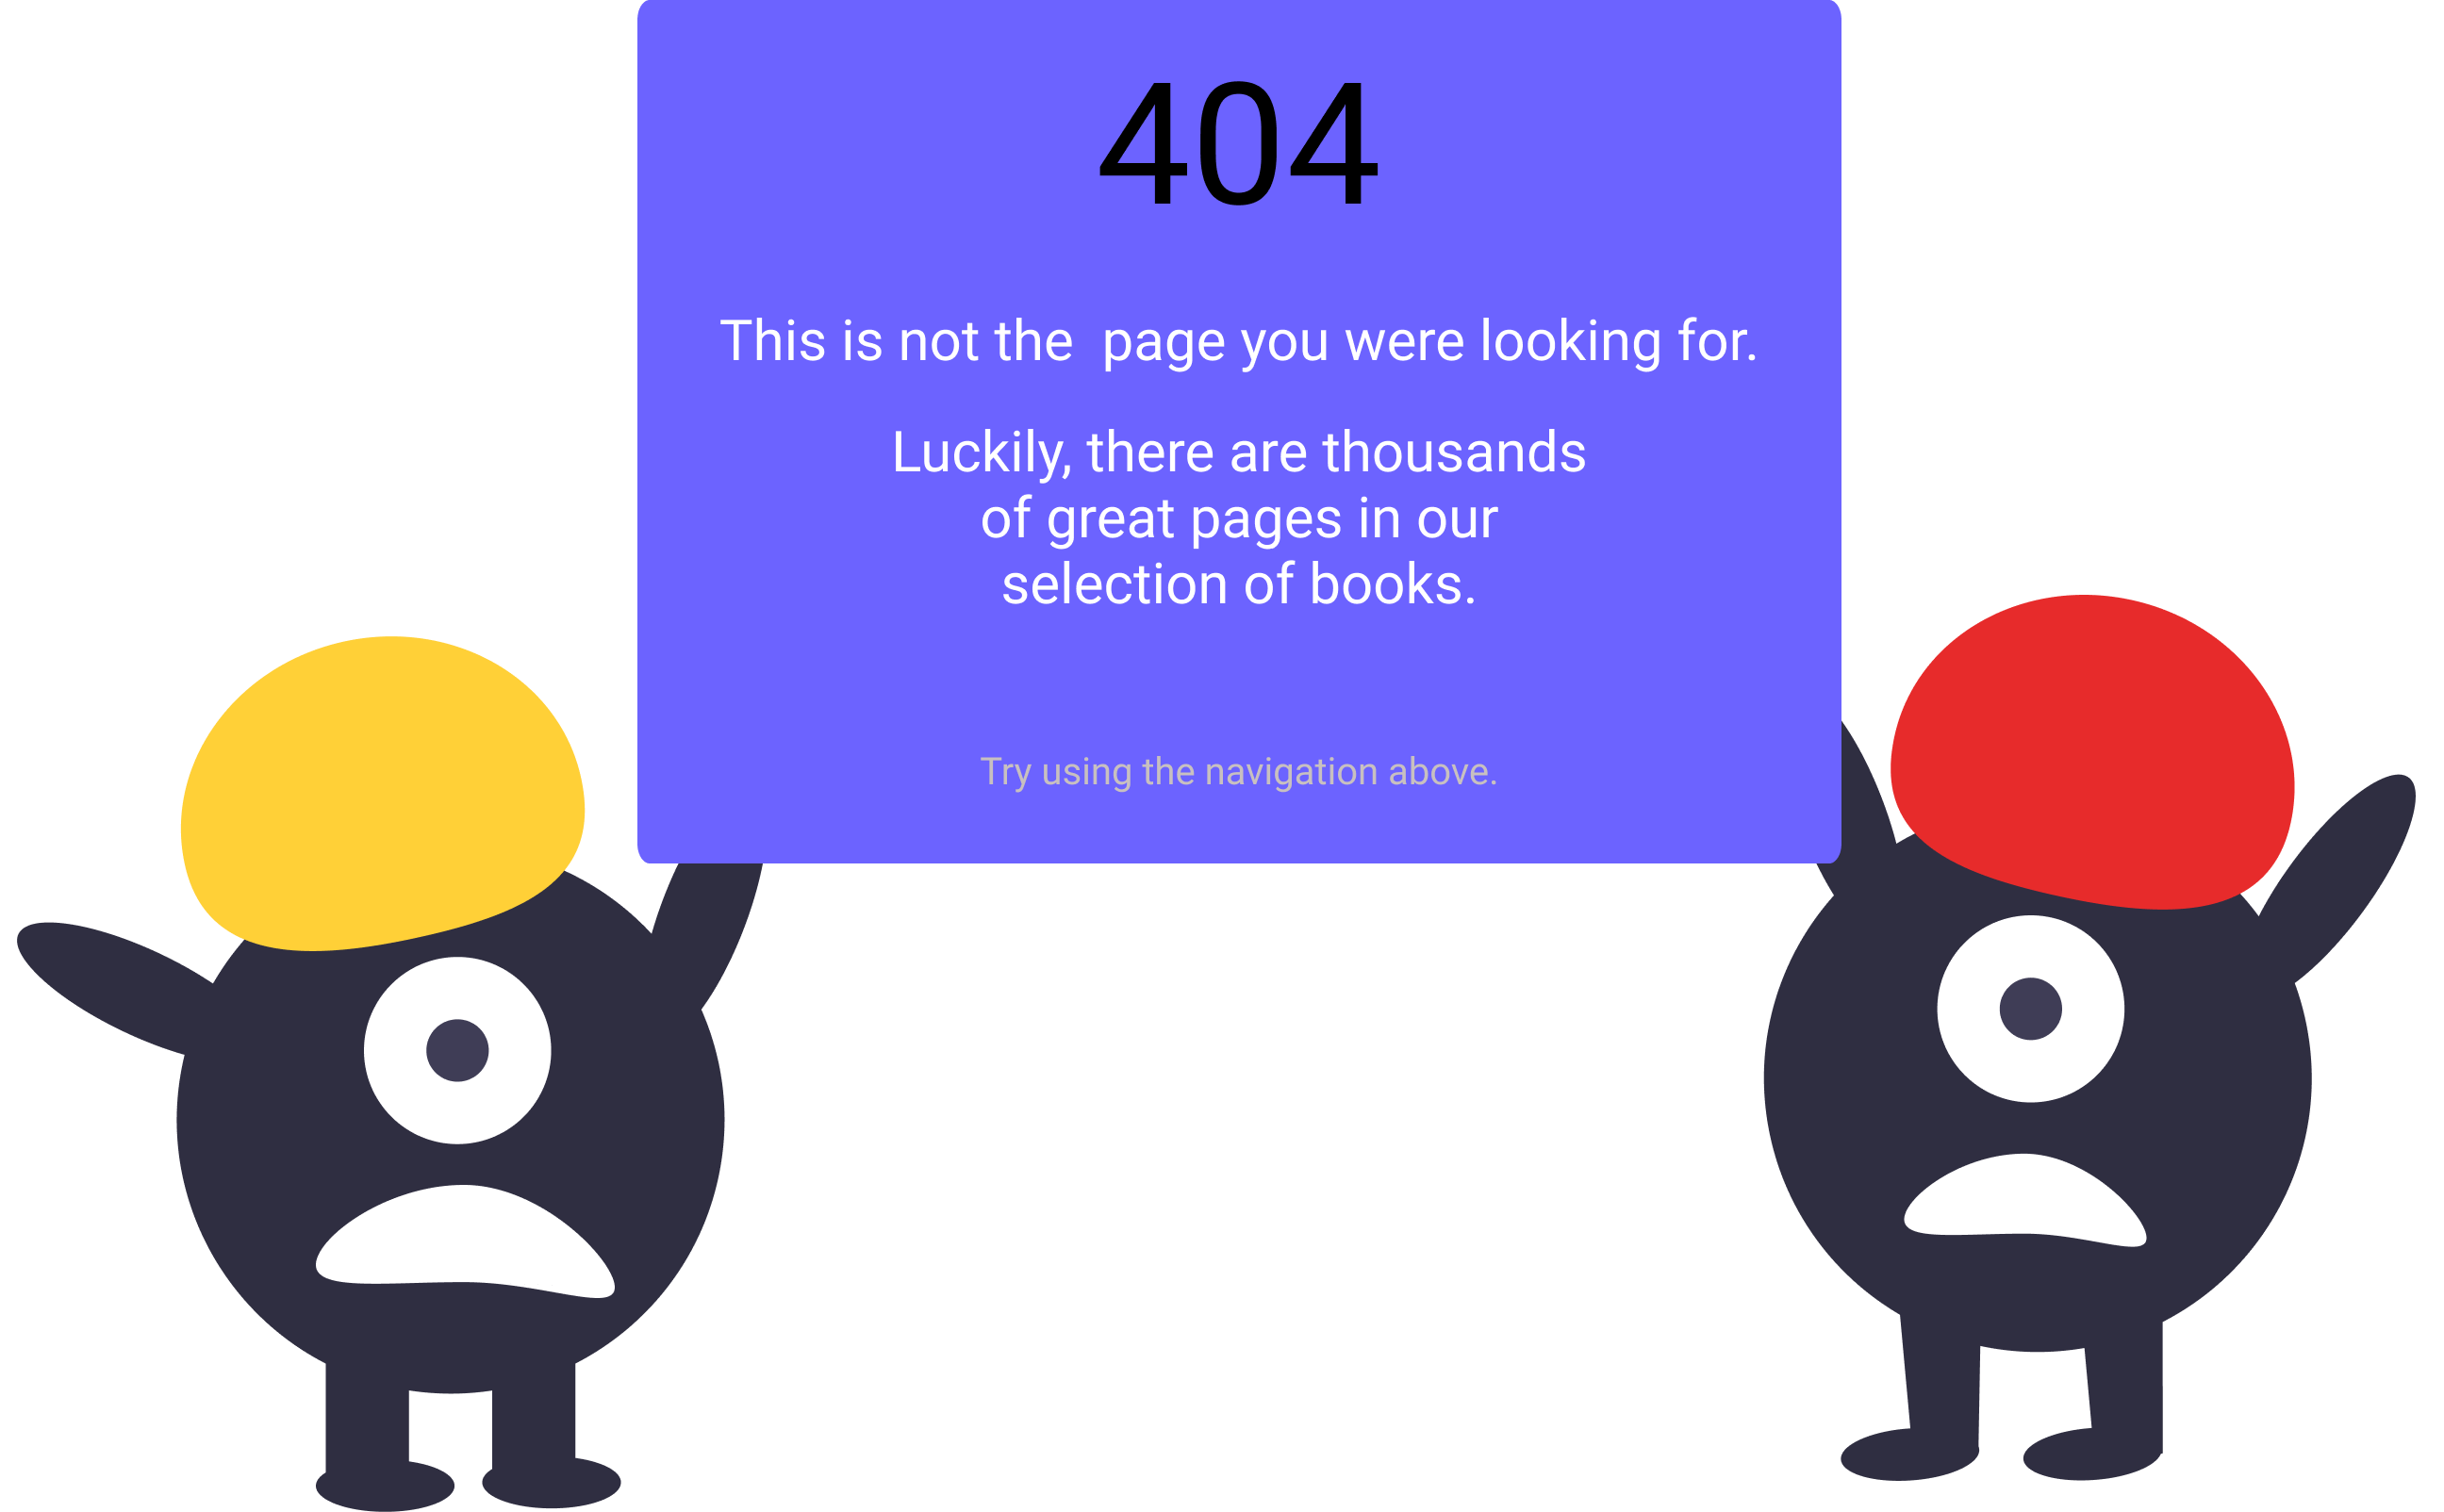 404
This is not the  page you were looking for.
Luckily, there are thousands
of great pages in our
selection of books.
Try using the navigation above.